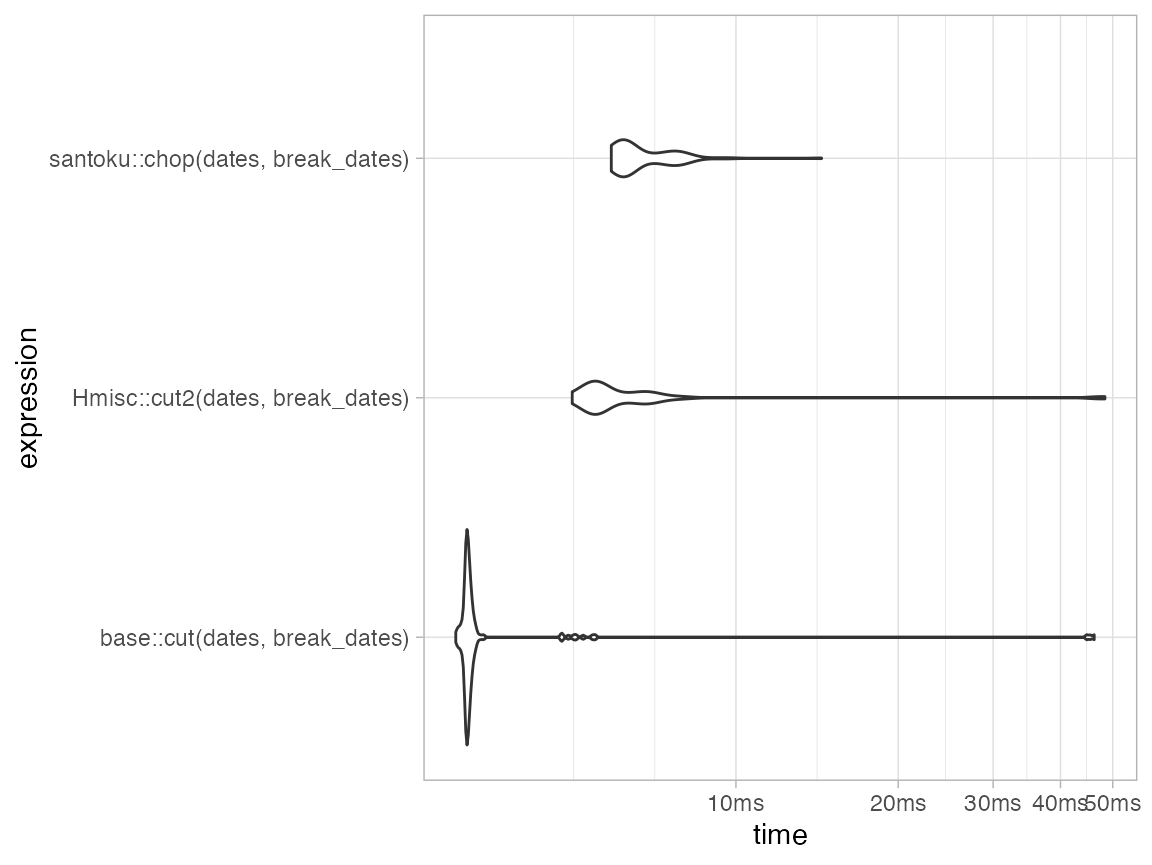 santoku::chop(dates, break_dates)
Hmisc::cut2(dates, break_dates)
base::cut(dates, break_dates)
expression
10ms 20ms 30ms 40ms 50ms
time